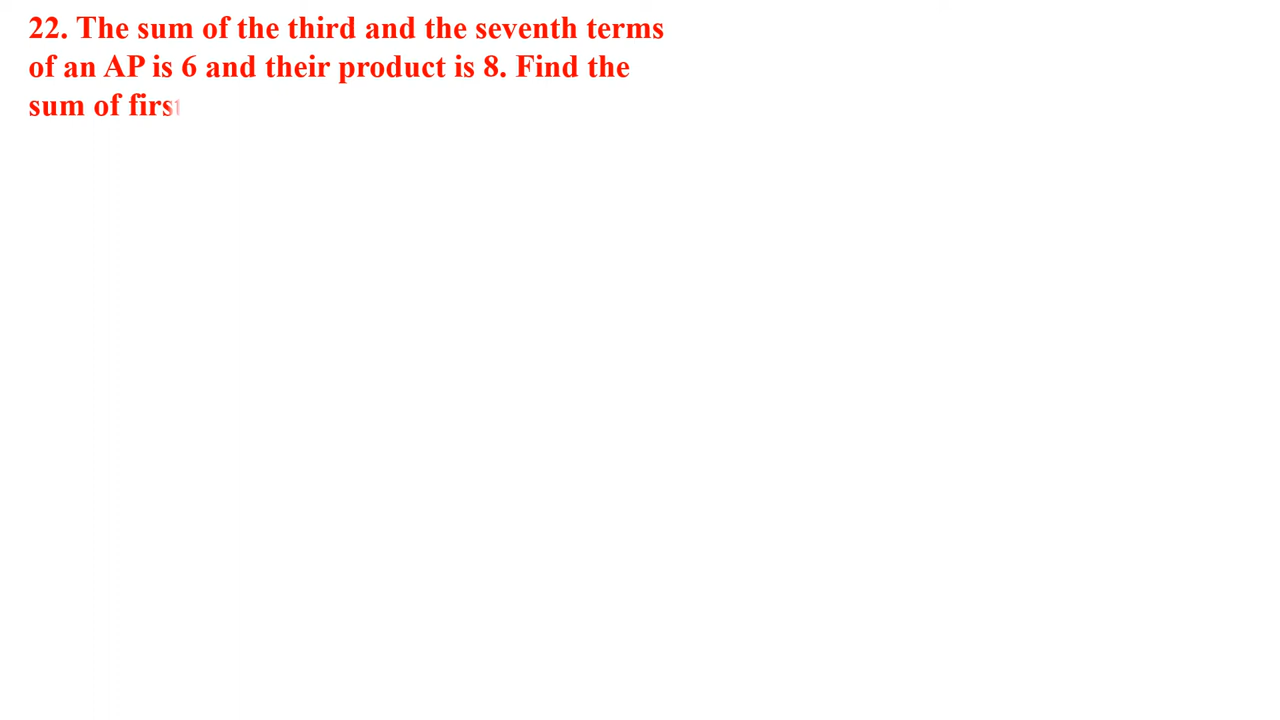 22. The sum of the third and the seventh terms
of an AP is 6 and their product is 8. Find the
sum of first